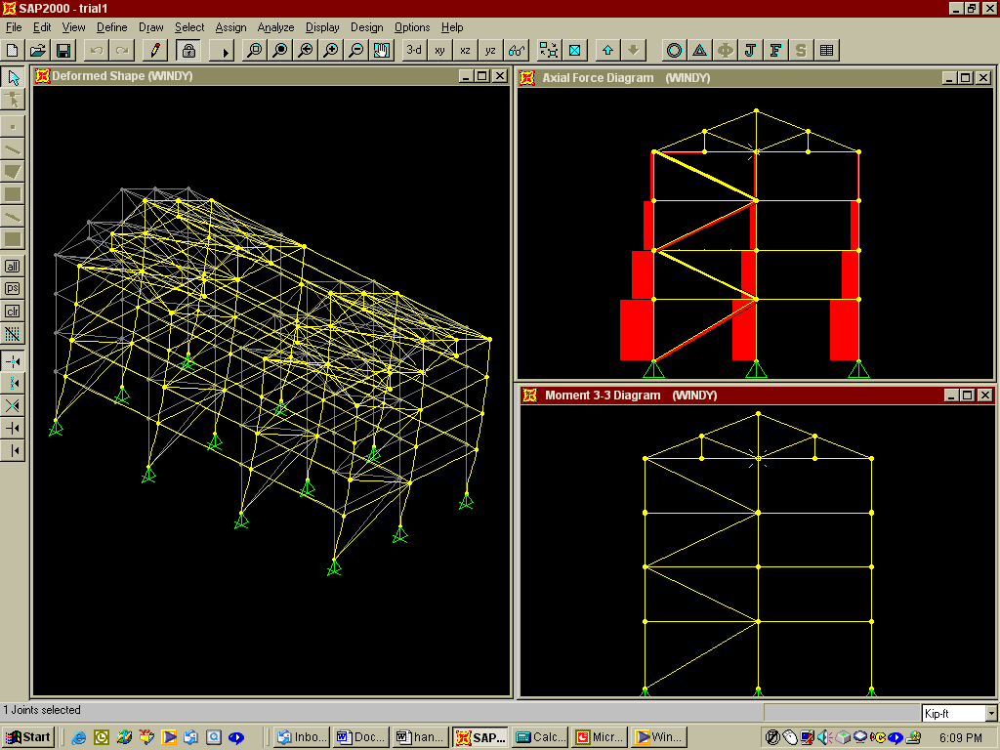 SAP2000 - trial1
File Edit View Define Draw Select Assign Analyze Display Design Options Help
3-d xy xz yz J F S
Deformed Shape (WINDY)
Axial Force Diagram (WINDY)
all
ps
clr
Moment 3-3 Diagram (WINDY)
1 Joints selected
Kip-ft
Start Inbo... Doc... han... SAP... Calc... Micr... Win... 6:09 PM